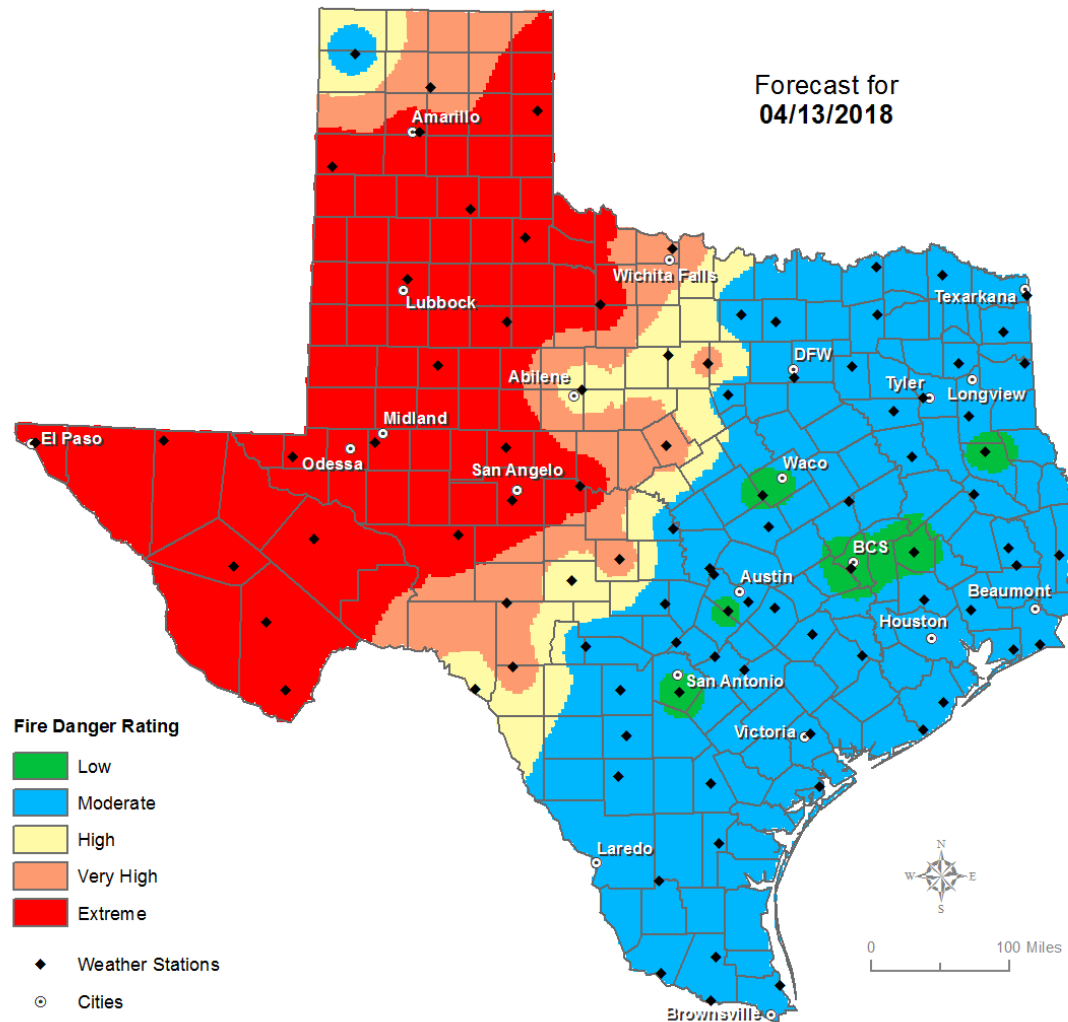 Forecast for
04/13/2018
Amarillo
Wichita Falls
Lubbock
Texarkana
DFW
Abilene
Tyler
Longview
Midland
El Paso
Odessa
San Angelo
Waco
BCS
Austin
Beaumont
Houston
San Antonio
Victoria
Laredo
Brownsville
Fire Danger Rating
Low
Moderate
High
Very High
Extreme
Weather Stations
Cities
N
W E
S
0 100 Miles